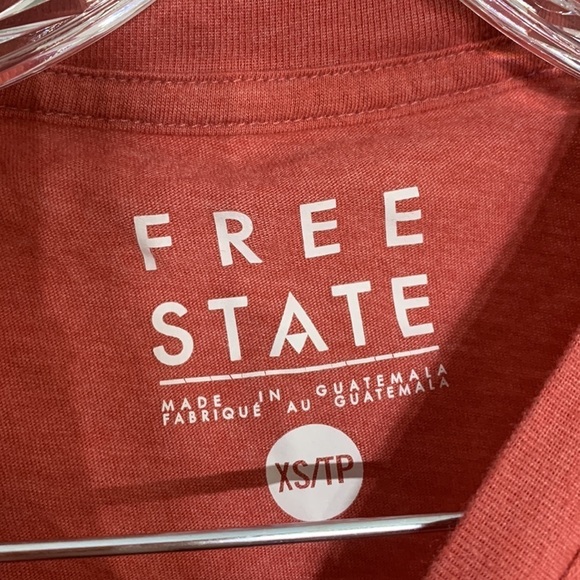 FREE
STATE
MADE IN GUATEMALA
FABRIQUÉ AU GUATEMALA
XS/TP